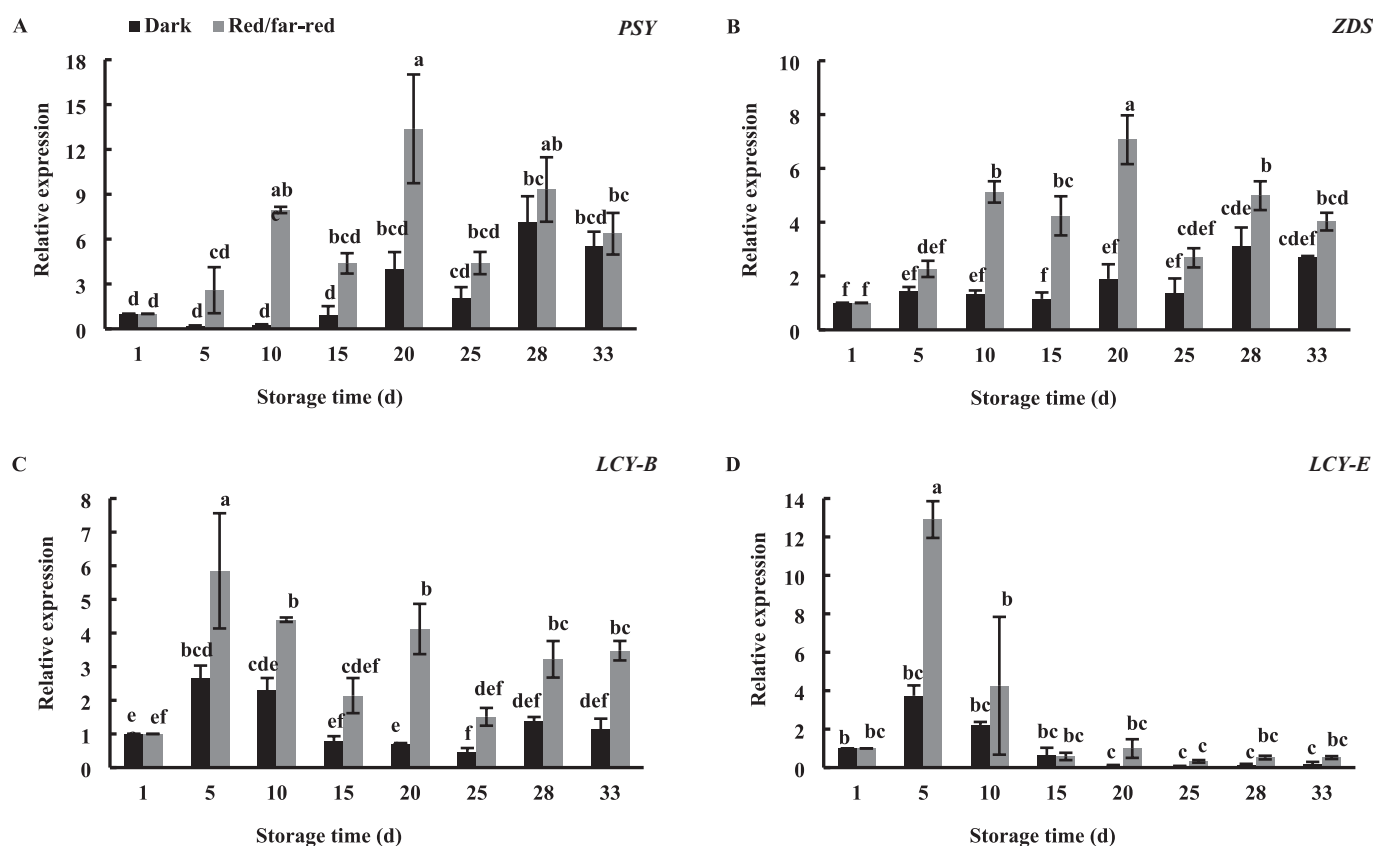 A ■ Dark ■ Red/far-red PSY
Relative expression
18
15
12
9
6
3
0
d d d cd d ab c d bcd bcd a cd bcd bc ab bcd bc
1 5 10 15 20 25 28 33
Storage time (d)
B ZDS
Relative expression
10
8
6
4
2
0
f f ef def ef b f bc ef a ef cdef cde b cdef bcd
1 5 10 15 20 25 28 33
Storage time (d)
C LCY-B
Relative expression
8
7
6
5
4
3
2
1
0
e ef bcd a cde b ef cdef e b f def def bc def bc
1 5 10 15 20 25 28 33
Storage time (d)
D LCY-E
Relative expression
14
12
10
8
6
4
2
0
b bc bc a bc b bc bc c bc c c c bc c bc
1 5 10 15 20 25 28 33
Storage time (d)